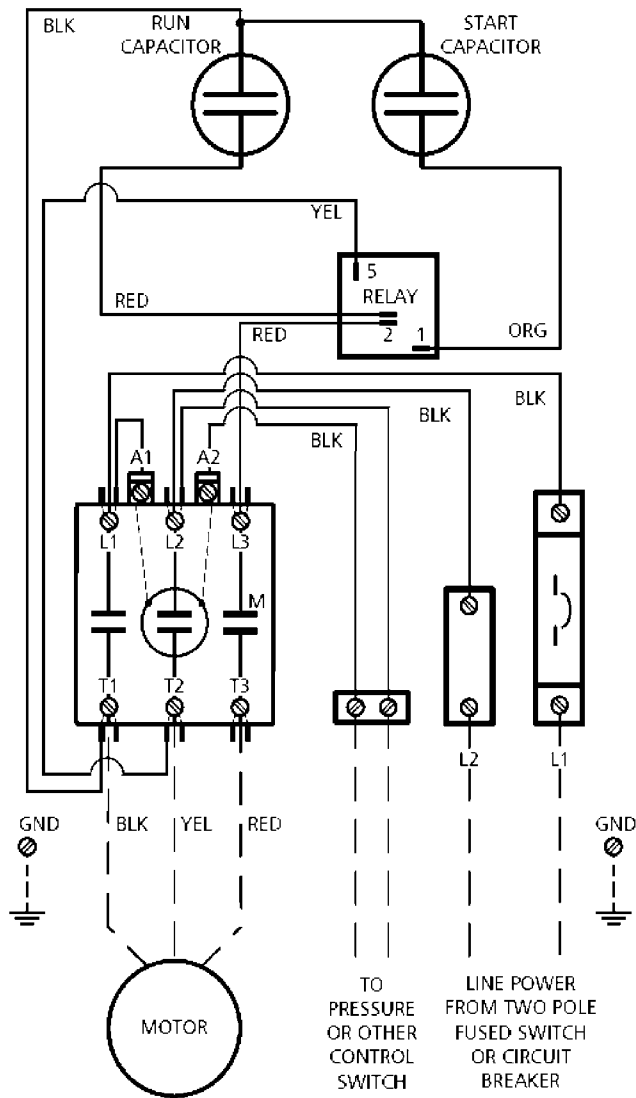 BLK
RUN
CAPACITOR
START
CAPACITOR
YEL
5
RELAY
2
1
RED
RED
ORG
BLK
BLK
BLK
A1
A2
L1
L2
L3
M
T1
T2
T3
L2
L1
GND
BLK
YEL
RED
GND
MOTOR
TO
PRESSURE
OR OTHER
CONTROL
SWITCH
LINE POWER
FROM TWO POLE
FUSED SWITCH
OR CIRCUIT
BREAKER